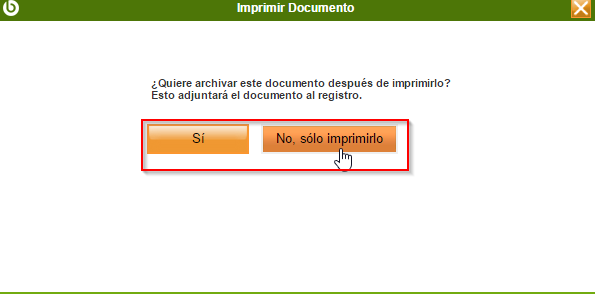 Imprimir Documento
¿Quiere archivar este documento después de imprimirlo?
Esto adjuntará el documento al registro.
Sí
No, sólo imprimirlo